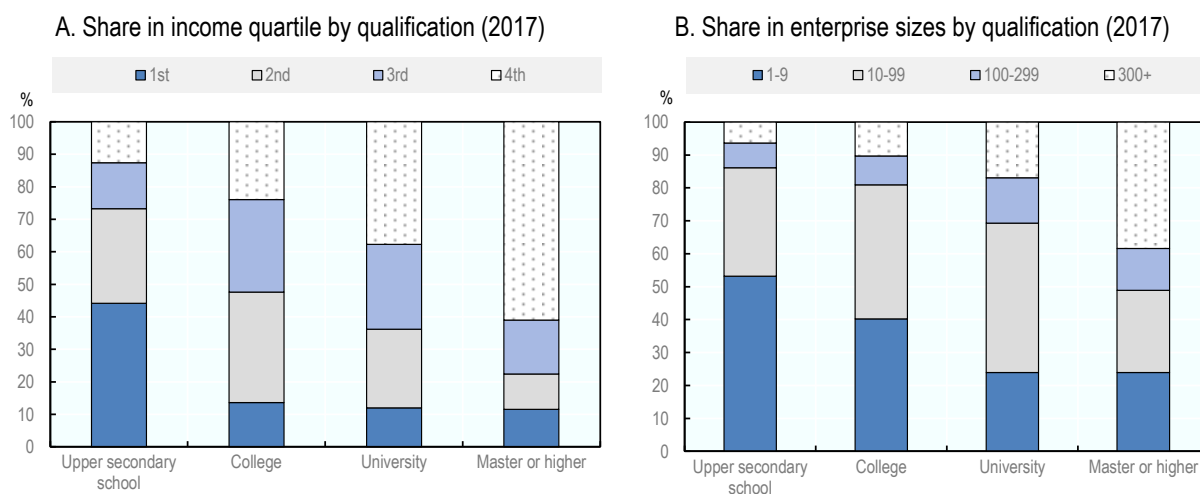 A. Share in income quartile by qualification (2017)
1st 2nd 3rd 4th
%
100
90
80
70
60
50
40
30
20
10
0
Upper secondary school
College
University
Master or higher
B. Share in enterprise sizes by qualification (2017)
1-9 10-99 100-299 300+
%
100
90
80
70
60
50
40
30
20
10
0
Upper secondary
school
College
University
Master or higher